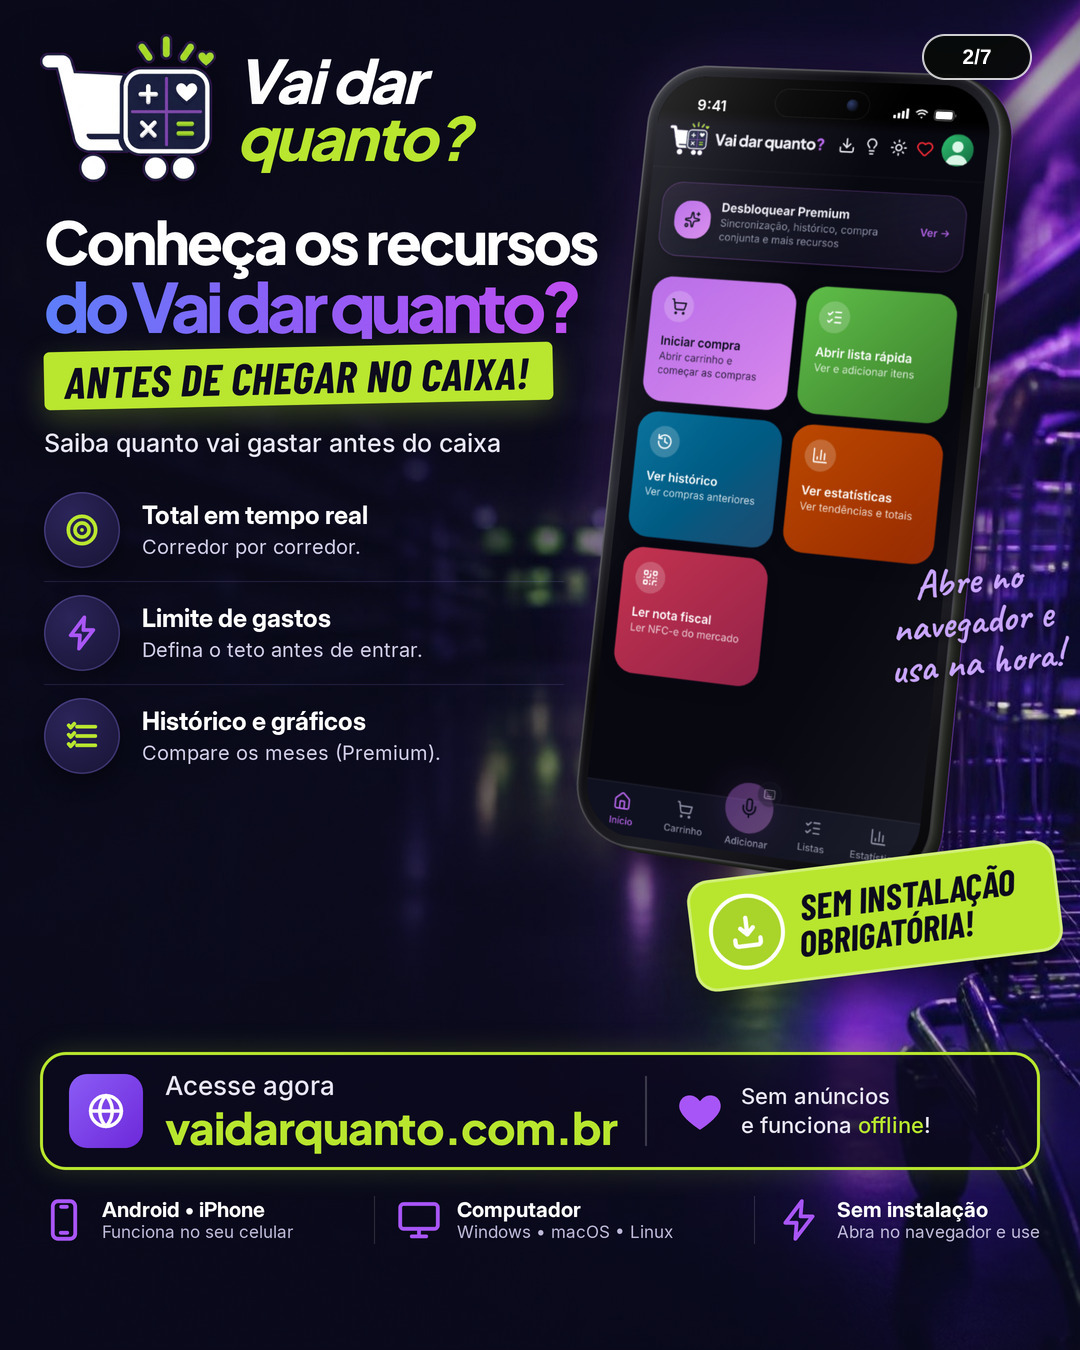 Vai dar
quanto?
2/7
Conheça os recursos
do Vai dar quanto?
ANTES DE CHEGAR NO CAIXA!
Saiba quanto vai gastar antes do caixa
Total em tempo real
Corredor por corredor.
Limite de gastos
Defina o teto antes de entrar.
Histórico e gráficos
Compare os meses (Premium).
9:41
Vai dar quanto?
Desbloquear Premium
Sincronização, histórico, compra
conjunta e mais recursos
Ver →
Iniciar compra
Abrir carrinho e
começar as compras
Abrir lista rápida
Ver e adicionar itens
Ver histórico
Ver compras anteriores
Ver estatísticas
Ver tendências e totais
Ler nota fiscal
Ler NFC-e do mercado
Início
Carrinho
Adicionar
Listas
Abre no
navegador e
usa na hora!
SEM INSTALAÇÃO
OBRIGATÓRIA!
Acesse agora
vaidarquanto.com.br
Sem anúncios
e funciona offline!
Android • iPhone
Funciona no seu celular
Computador
Windows • macOS • Linux
Sem instalação
Abra no navegador e use